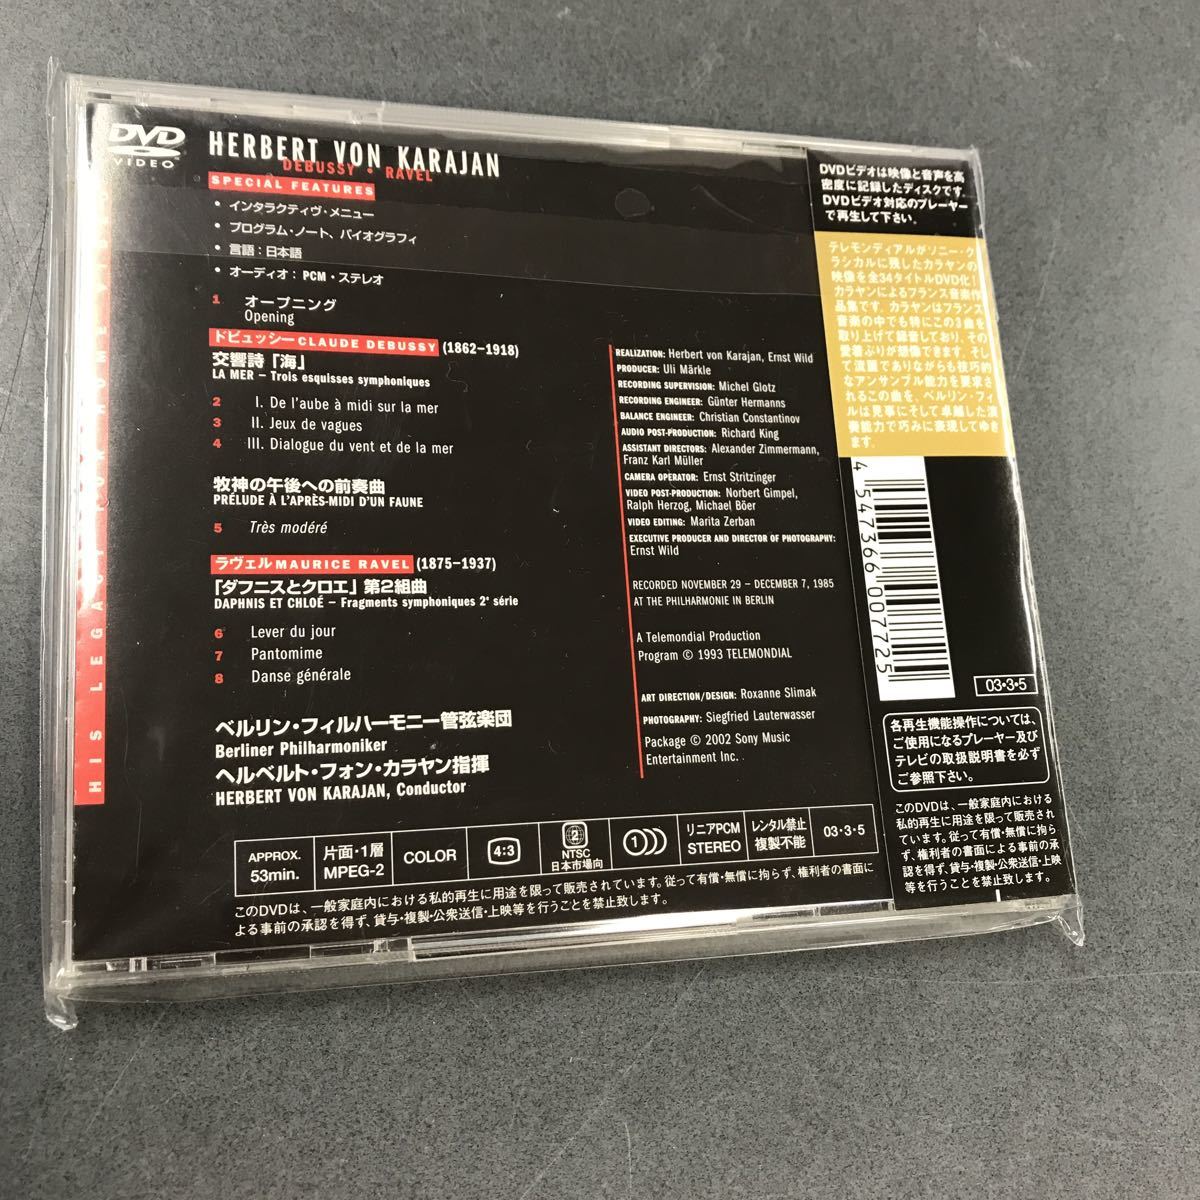 DVD
VIDEO
HERBERT VON KARAJAN
DEBUSSY • RAVEL
SPECIAL FEATURES
• インタラクティヴ・メニュー
• プログラム・ノート、バイオグラフィ
• 言語：日本語
• オーディオ：PCM・ステレオ
1 オープニング
Opening
ドビュッシー CLAUDE DEBUSSY (1862–1918)
交響詩「海」
LA MER – Trois esquisses symphoniques
2 I. De l'aube à midi sur la mer
3 II. Jeux de vagues
4 III. Dialogue du vent et de la mer
牧神の午後への前奏曲
PRÉLUDE À L'APRÈS-MIDI D'UN FAUNE
5 Très modéré
ラヴェル MAURICE RAVEL (1875–1937)
「ダフニスとクロエ」第2組曲
DAPHNIS ET CHLOÉ – Fragments symphoniques 2e série
6 Lever du jour
7 Pantomime
8 Danse générale
ベルリン・フィルハーモニー管弦楽団
Berliner Philharmoniker
ヘルベルト・フォン・カラヤン指揮
HERBERT VON KARAJAN, Conductor
REALIZATION: Herbert von Karajan, Ernst Wild
PRODUCER: Uli Märkle
RECORDING SUPERVISION: Michel Glotz
RECORDING ENGINEER: Günter Hermanns
BALANCE ENGINEER: Christian Constantinov
AUDIO POST-PRODUCTION: Richard King
ASSISTANT DIRECTORS: Alexander Zimmermann,
Franz Karl Müller
CAMERA OPERATOR: Ernst Stritzinger
VIDEO POST-PRODUCTION: Norbert Gimpel,
Ralph Herzog, Michael Böer
VIDEO EDITING: Marita Zerban
EXECUTIVE PRODUCER AND DIRECTOR OF PHOTOGRAPHY:
Ernst Wild
RECORDED NOVEMBER 29 – DECEMBER 7, 1985
AT THE PHILHARMONIE IN BERLIN
A Telemondial Production
Program © 1993 TELEMONDIAL
ART DIRECTION/DESIGN: Roxanne Slimak
PHOTOGRAPHY: Siegfried Lauterwasser
Package © 2002 Sony Music
Entertainment Inc.
APPROX.
53min.
片面・1層
MPEG-2
COLOR
4:3
2
NTSC
日本市場向
1
リニアPCM
STEREO
レンタル禁止
複製不能
03・3・5
このDVDは、一般家庭内における私的再生に用途を限って販売されています。従って有償・無償に拘らず、権利者の書面に
よる事前の承認を得ず、貸与・複製・公衆送信・上映等を行うことを禁止致します。
DVDビデオは映像と音声を高
密度に記録したディスクです。
DVDビデオ対応のプレーヤー
で再生して下さい。
テレモンディアルがソニー・ク
ラシカルに残したカラヤンの
映像を全34タイトルDVD化！
カラヤンによるフランス音楽作
品集です。カラヤンはフランス
音楽の中でも特にこの3曲を
取り上げて録音しており、その
愛着ぶりが想像できます。そし
て流麗でありながらも技巧的
なアンサンブル能力を要求さ
れるこの曲を、ベルリン・フィ
ルは見事にそして卓越した演
奏能力で巧みに表現してゆき
ます。
4 547366 007725
03・3・5
各再生機能操作については、
ご使用になるプレーヤー及び
テレビの取扱説明書を必ず
ご参照下さい。
このDVDは、一般家庭内における
私的再生に用途を限って販売され
ています。従って有償・無償に拘ら
ず、権利者の書面による事前の承
認を得ず、貸与・複製・公衆送信・上映
等を行うことを禁止致します。
HIS LEGACY FOR HOME